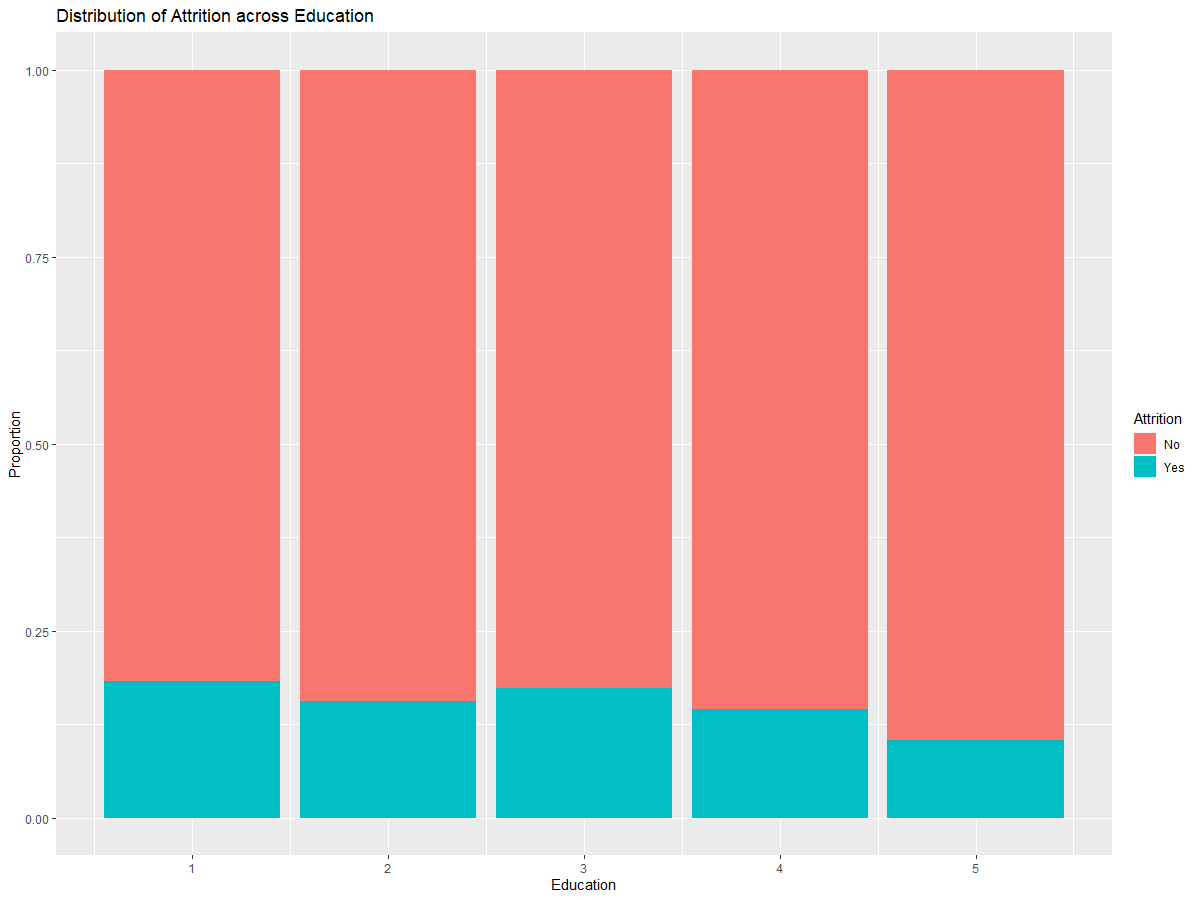 Distribution of Attrition across Education
Proportion
1.00
0.75
0.50
0.25
0.00
1 2 3 4 5
Education
Attrition
No
Yes